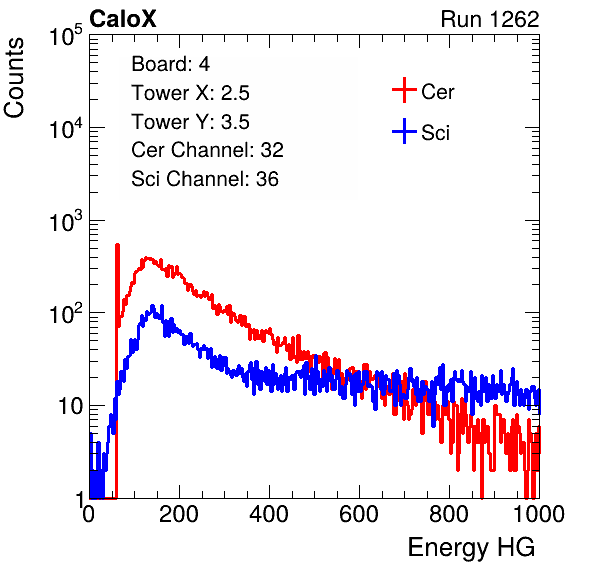 CaloX Run 1262
Counts
Board: 4
Tower X: 2.5
Tower Y: 3.5
Cer Channel: 32
Sci Channel: 36
Cer
Sci
10^5
10^4
10^3
10^2
10
1
0 200 400 600 800 1000
Energy HG